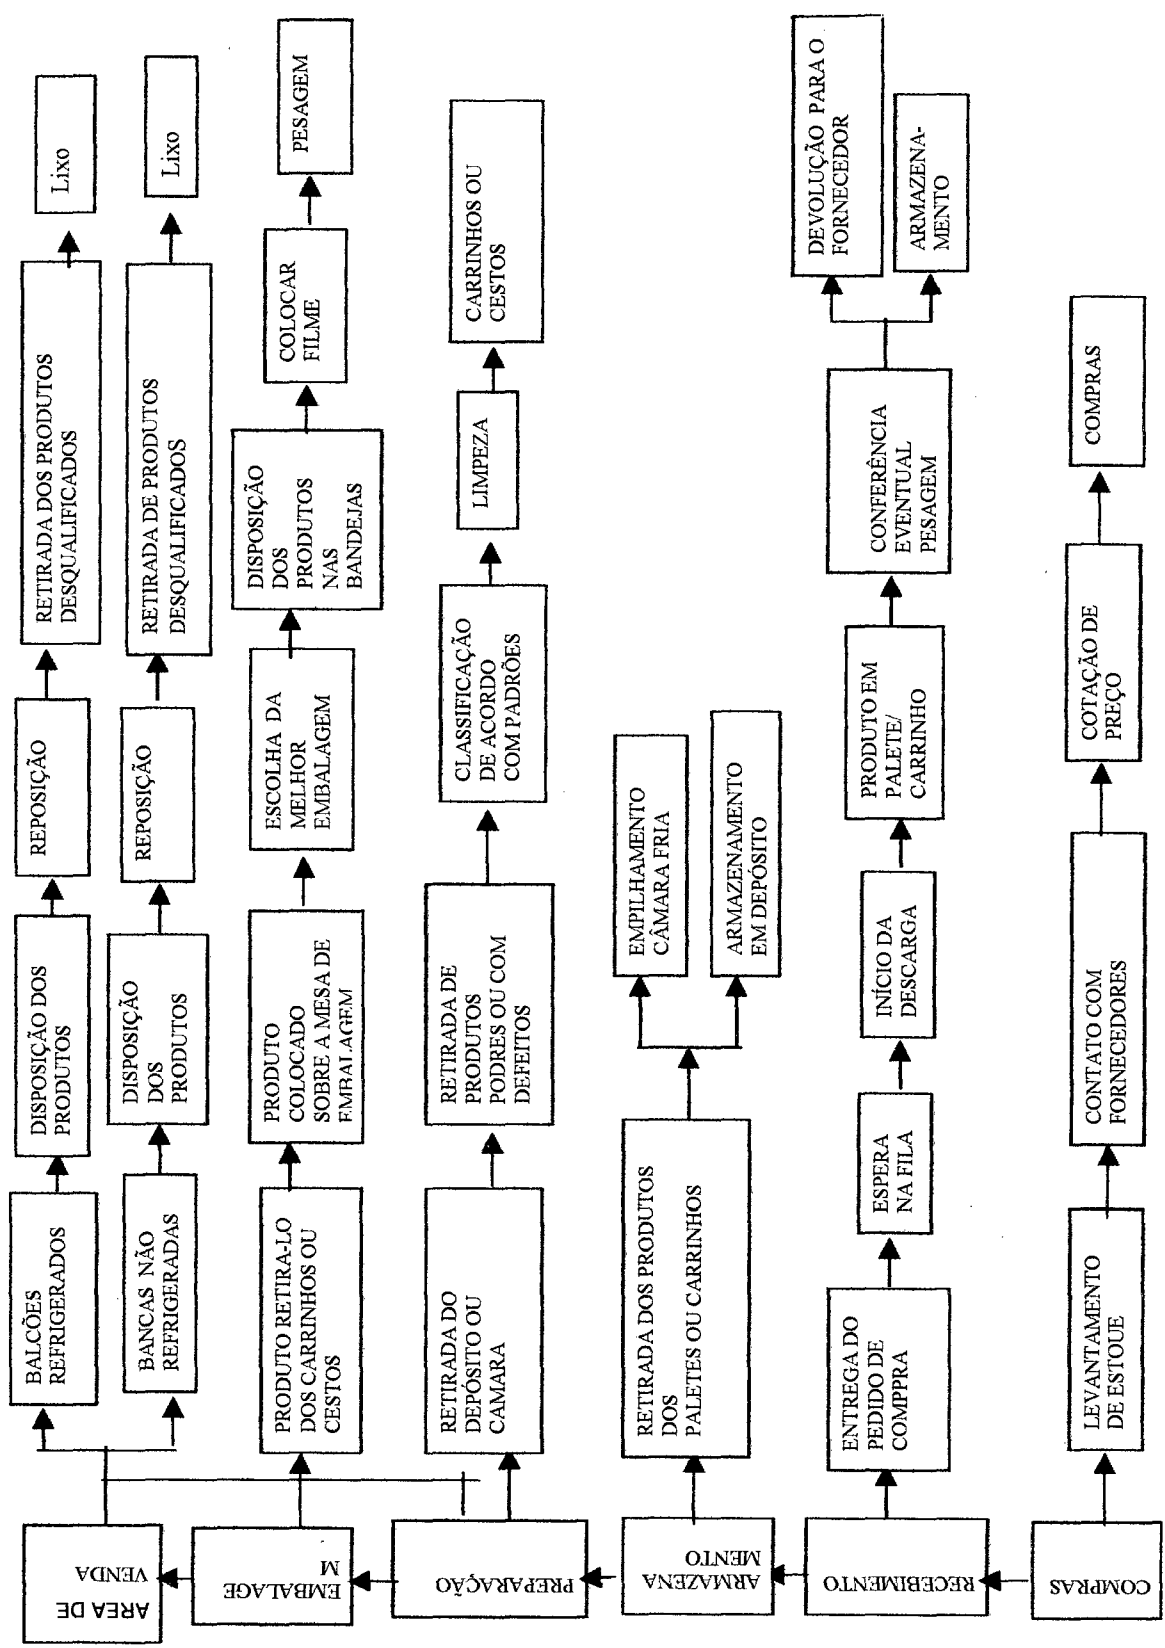 AREA DE
VENDA
BALCÕES
REFRIGERADOS
DISPOSIÇÃO DOS
PRODUTOS
REPOSIÇÃO
RETIRADA DOS PRODUTOS
DESQUALIFICADOS
Lixo
BANCAS NÃO
REFRIGERADAS
DISPOSIÇÃO
DOS
PRODUTOS
REPOSIÇÃO
RETIRADA DE PRODUTOS
DESQUALIFICADOS
Lixo
EMBALAGE
M
PRODUTO RETIRA-LO
DOS CARRINHOS OU
CESTOS
PRODUTO
COLOCADO
SOBRE A MESA DE
EMBALAGEM
ESCOLHA DA
MELHOR
EMBALAGEM
DISPOSIÇÃO
DOS
PRODUTOS
NAS
BANDEJAS
COLOCAR
FILME
PESAGEM
PREPARAÇÃO
RETIRADA DO
DEPÓSITO OU
CAMARA
RETIRADA DE
PRODUTOS
PODRES OU COM
DEFEITOS
CLASSIFICAÇÃO
DE ACORDO
COM PADRÕES
LIMPEZA
CARRINHOS OU
CESTOS
ARMAZENA
MENTO
RETIRADA DOS PRODUTOS
DOS
PALETES OU CARRINHOS
EMPILHAMENTO
CÂMARA FRIA
ARMAZENAMENTO
EM DEPÓSITO
RECEBIMENTO
ENTREGA DO
PEDIDO DE
COMPPRA
ESPERA
NA FILA
INÍCIO DA
DESCARGA
PRODUTO EM
PALETE/
CARRINHO
CONFERÊNCIA
EVENTUAL
PESAGEM
DEVOLUÇÃO PARA O
FORNECEDOR
ARMAZENA-
MENTO
COMPRAS
LEVANTAMENTO
DE ESTOUE
CONTATO COM
FORNECEDORES
COTAÇÃO DE
PREÇO
COMPRAS